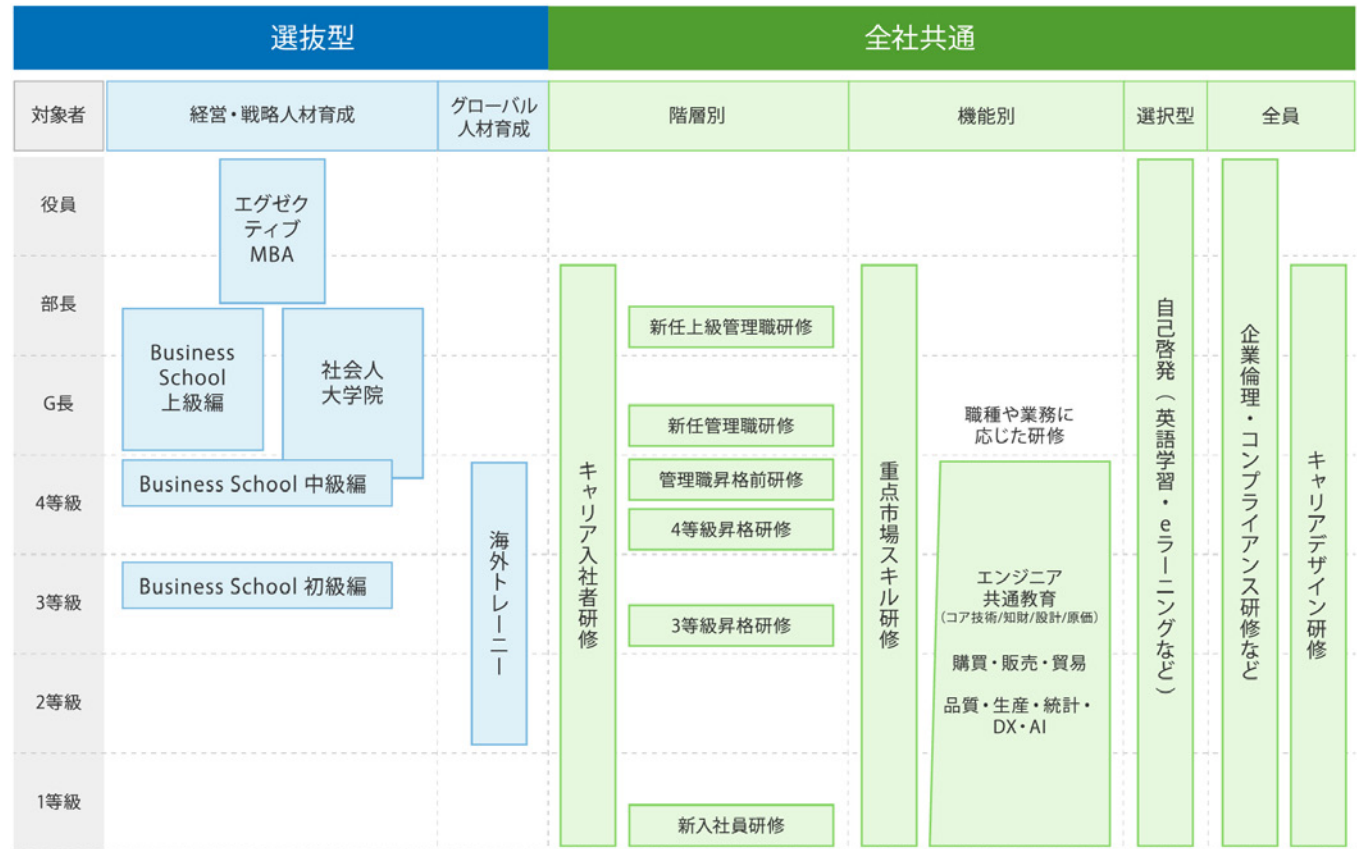 選抜型
全社共通
対象者
経営・戦略人材育成
グローバル
人材育成
階層別
機能別
選択型
全員
役員
部長
G長
4等級
3等級
2等級
1等級
エグゼク
ティブ
MBA
Business
School
上級編
社会人
大学院
Business School 中級編
Business School 初級編
海外トレーニー
キャリア入社者研修
新任上級管理職研修
新任管理職研修
管理職昇格前研修
4等級昇格研修
3等級昇格研修
新入社員研修
重点市場スキル研修
職種や業務に
応じた研修
エンジニア
共通教育
(コア技術/知財/設計/原価)
購買・販売・貿易
品質・生産・統計・
DX・AI
自己啓発（英語学習・eラーニングなど）
企業倫理・コンプライアンス研修など
キャリアデザイン研修